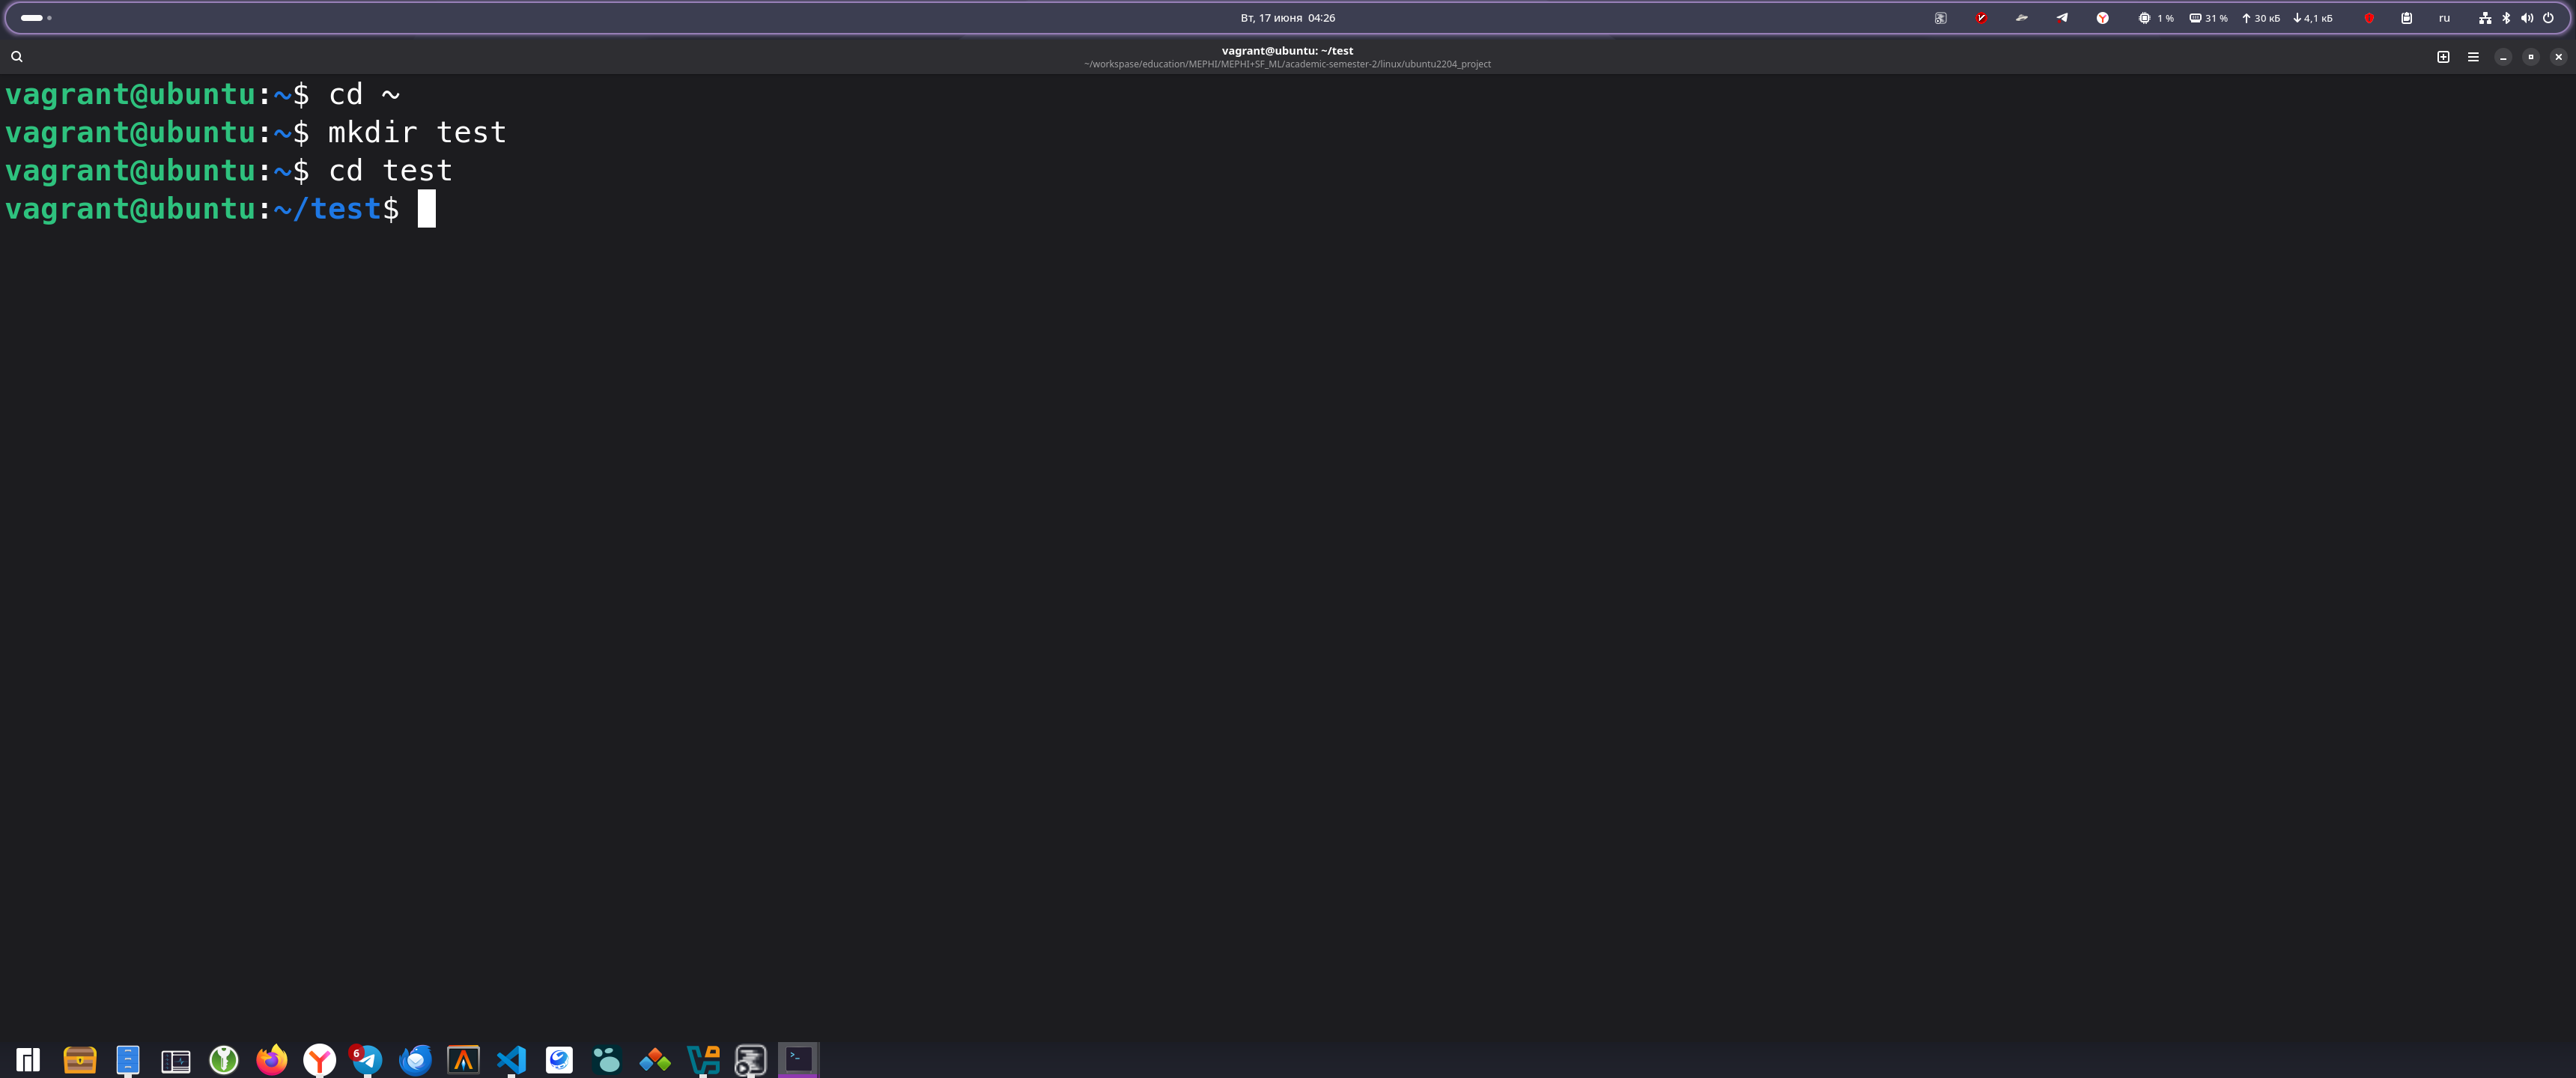 Вт, 17 июня 04:26
1 % 31 % 30 кБ 4,1 кБ ru
vagrant@ubuntu: ~/test
~/workspase/education/MEPHI/MEPHI+SF_ML/academic-semester-2/linux/ubuntu2204_project
vagrant@ubuntu:~$ cd ~
vagrant@ubuntu:~$ mkdir test
vagrant@ubuntu:~$ cd test
vagrant@ubuntu:~/test$
6